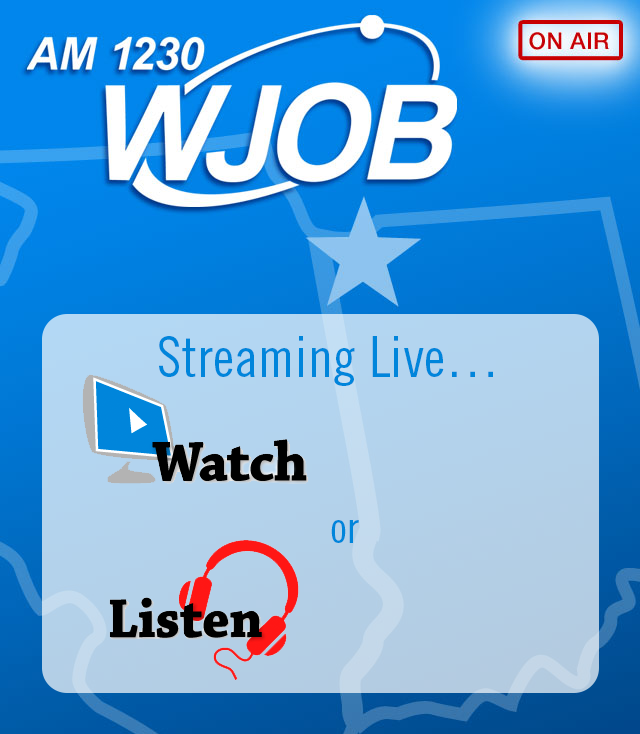 AM 1230
WJOB
ON AIR
Streaming Live...
Watch
or
Listen